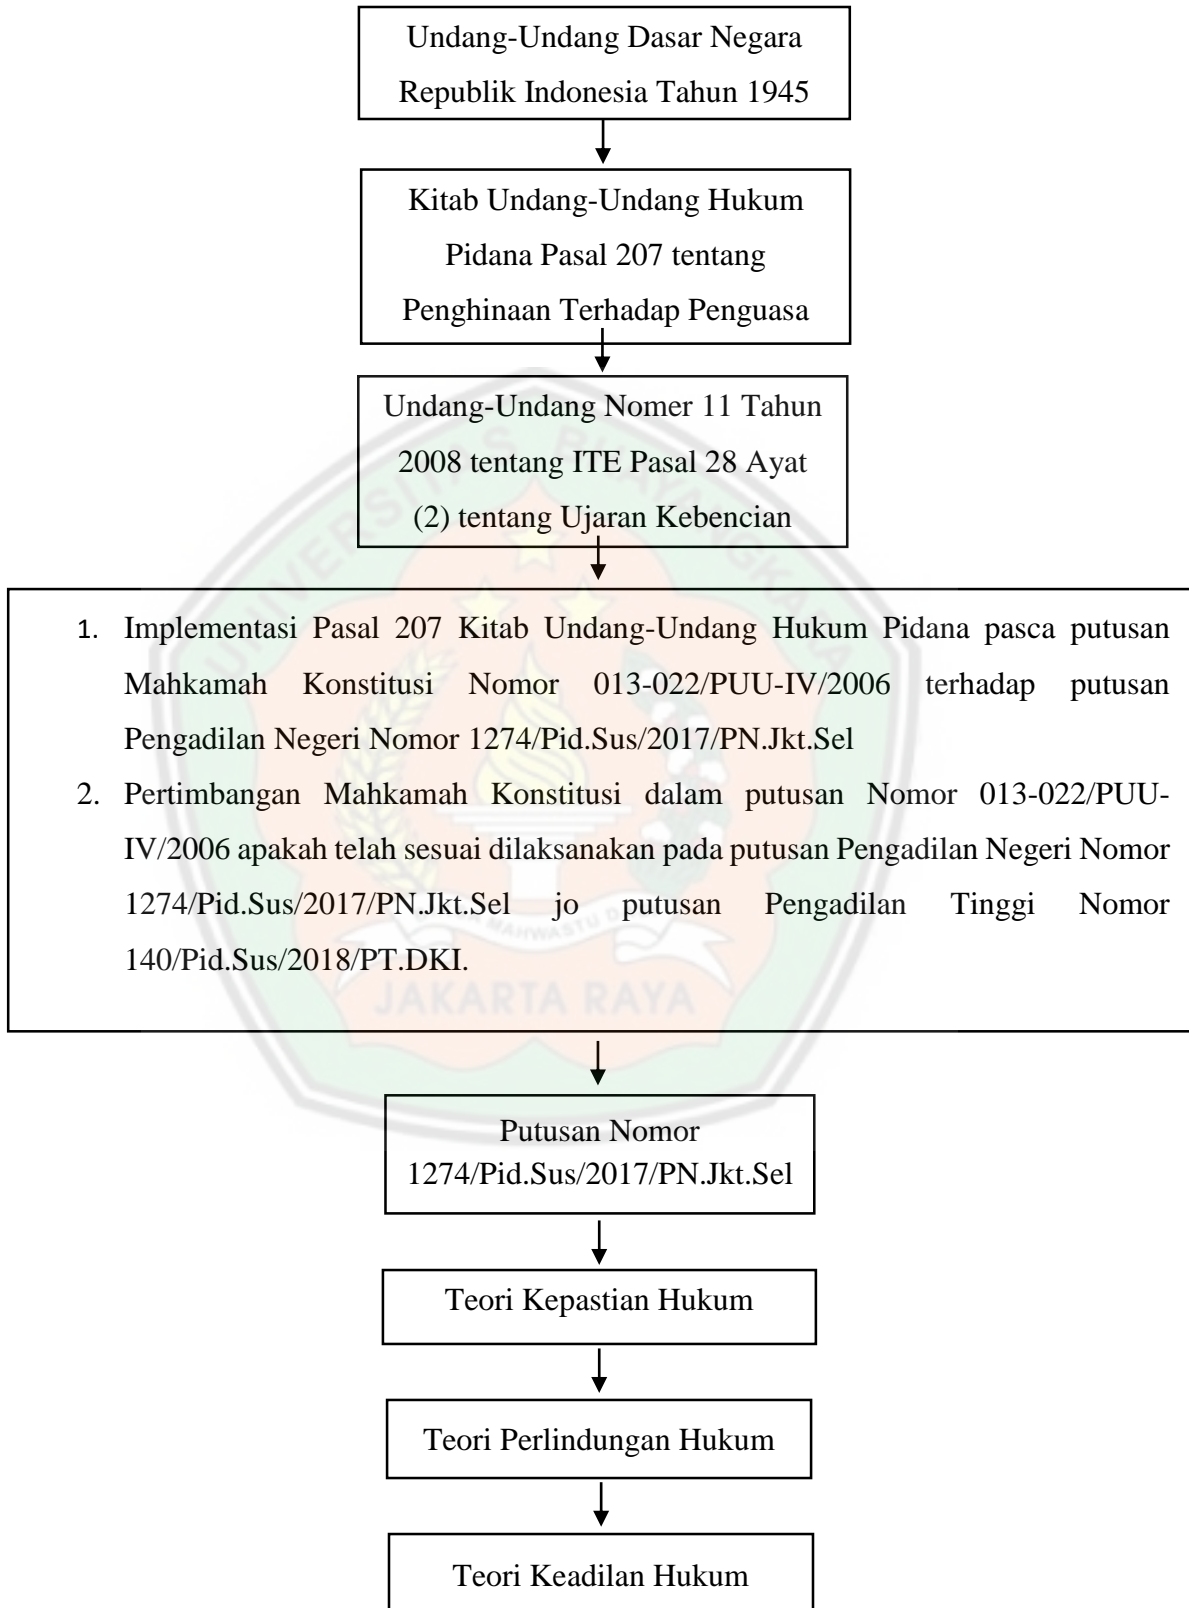 Undang-Undang Dasar Negara
Republik Indonesia Tahun 1945
Kitab Undang-Undang Hukum
Pidana Pasal 207 tentang
Penghinaan Terhadap Penguasa
Undang-Undang Nomer 11 Tahun
2008 tentang ITE Pasal 28 Ayat
(2) tentang Ujaran Kebencian
1. Implementasi Pasal 207 Kitab Undang-Undang Hukum Pidana pasca putusan
Mahkamah Konstitusi Nomor 013-022/PUU-IV/2006 terhadap putusan
Pengadilan Negeri Nomor 1274/Pid.Sus/2017/PN.Jkt.Sel
2. Pertimbangan Mahkamah Konstitusi dalam putusan Nomor 013-022/PUU-
IV/2006 apakah telah sesuai dilaksanakan pada putusan Pengadilan Negeri Nomor
1274/Pid.Sus/2017/PN.Jkt.Sel jo putusan Pengadilan Tinggi Nomor
140/Pid.Sus/2018/PT.DKI.
Putusan Nomor
1274/Pid.Sus/2017/PN.Jkt.Sel
Teori Kepastian Hukum
Teori Perlindungan Hukum
Teori Keadilan Hukum
UNIVERSITAS BHAYANGKARA
MAHWASTU
JAKARTA RAYA